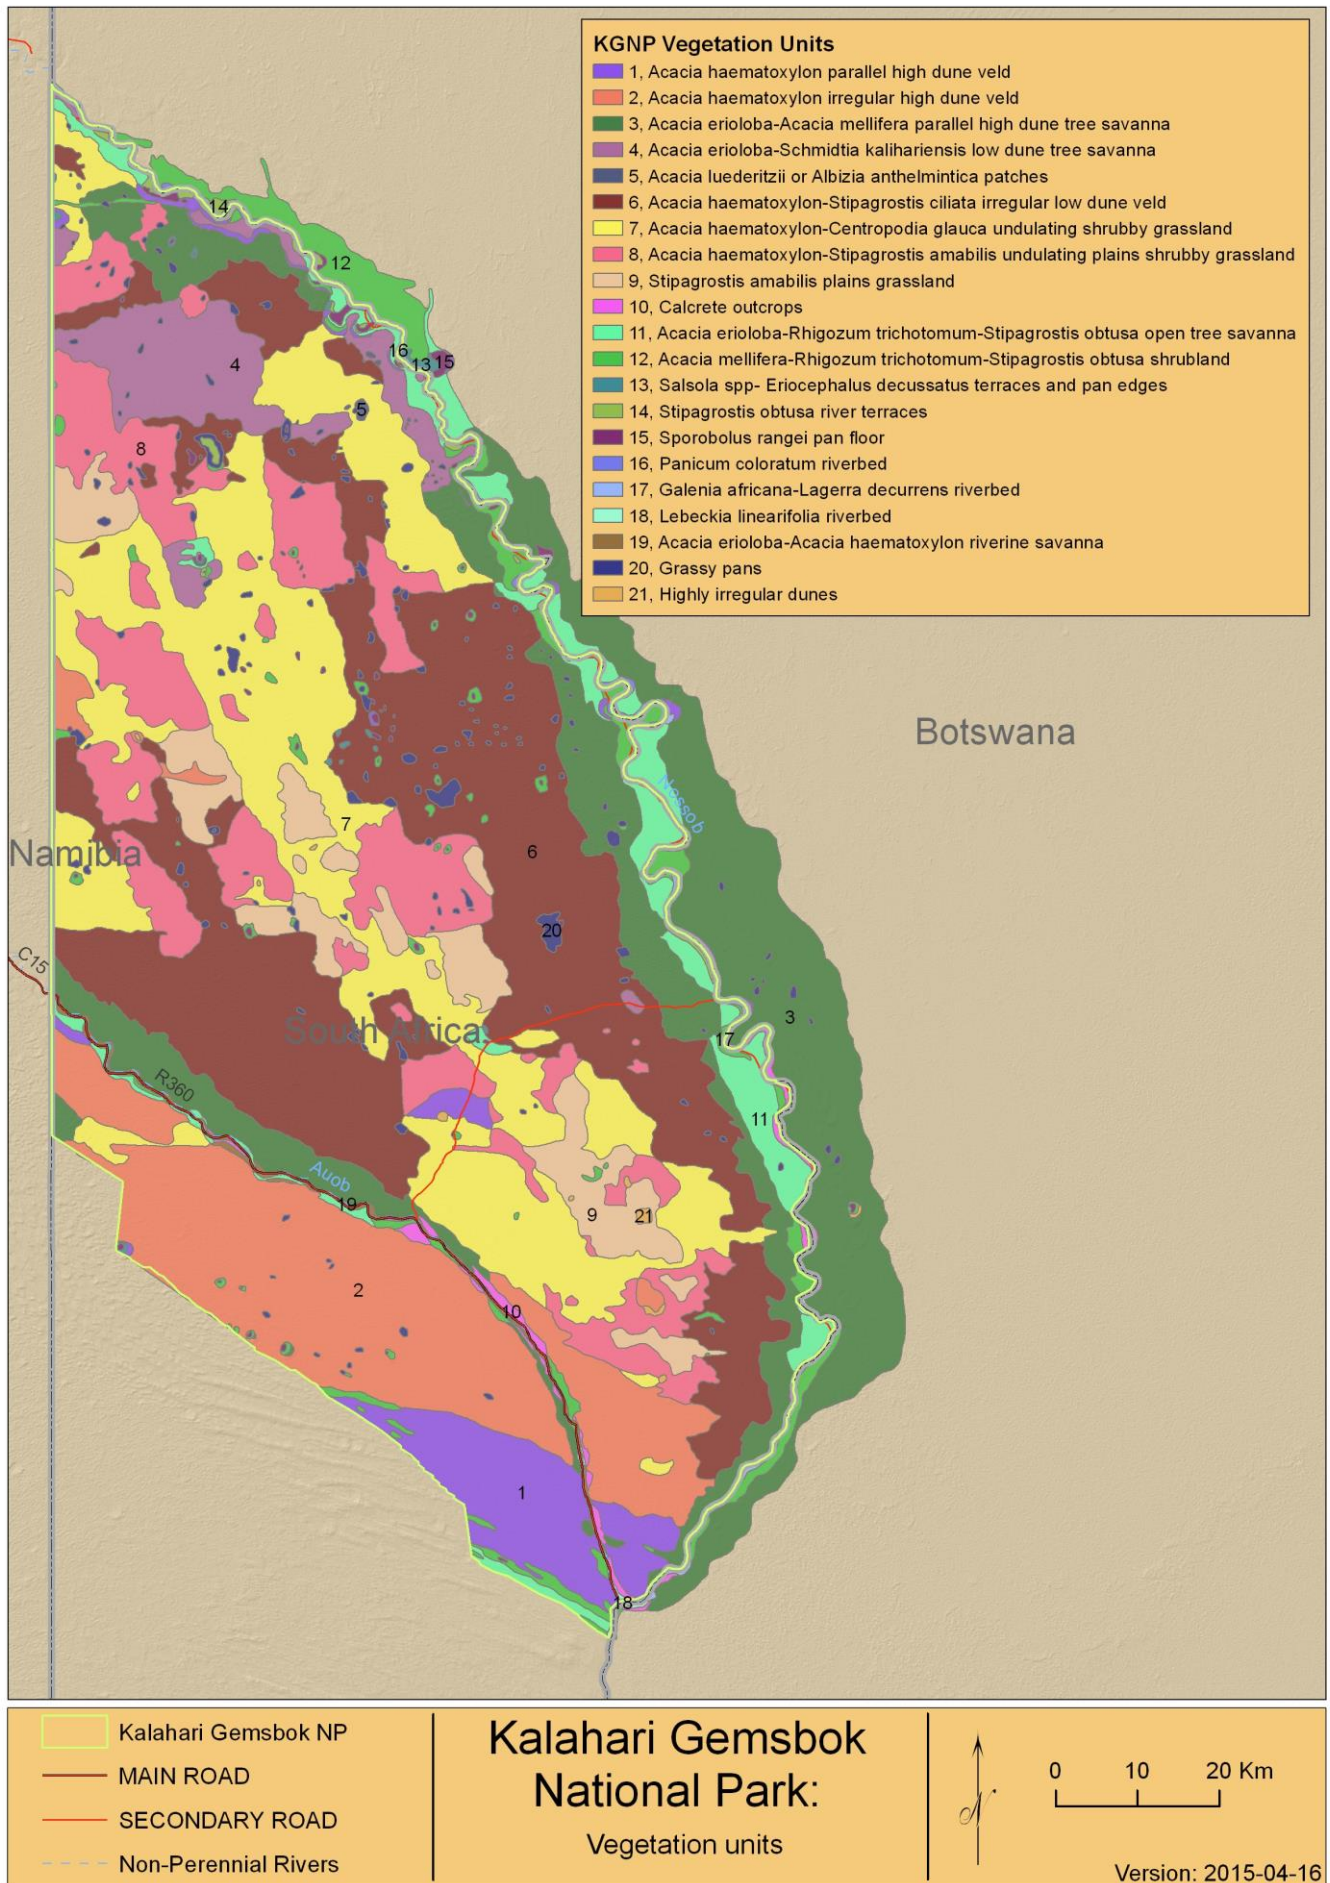 KGNP Vegetation Units
1, Acacia haematoxylon parallel high dune veld
2, Acacia haematoxylon irregular high dune veld
3, Acacia erioloba-Acacia mellifera parallel high dune tree savanna
4, Acacia erioloba-Schmidtia kalihariensis low dune tree savanna
5, Acacia luederitzii or Albizia anthelmintica patches
6, Acacia haematoxylon-Stipagrostis ciliata irregular low dune veld
7, Acacia haematoxylon-Centropodia glauca undulating shrubby grassland
8, Acacia haematoxylon-Stipagrostis amabilis undulating plains shrubby grassland
9, Stipagrostis amabilis plains grassland
10, Calcrete outcrops
11, Acacia erioloba-Rhigozum trichotomum-Stipagrostis obtusa open tree savanna
12, Acacia mellifera-Rhigozum trichotomum-Stipagrostis obtusa shrubland
13, Salsola spp- Eriocephalus decussatus terraces and pan edges
14, Stipagrostis obtusa river terraces
15, Sporobolus rangei pan floor
16, Panicum coloratum riverbed
17, Galenia africana-Lagerra decurrens riverbed
18, Lebeckia linearifolia riverbed
19, Acacia erioloba-Acacia haematoxylon riverine savanna
20, Grassy pans
21, Highly irregular dunes
14
12
16
13
15
4
5
8
Botswana
Nossob
7
6
Namibia
20
C15
South Africa
3
17
R360
11
Auob
19
9
21
2
10
1
18
Kalahari Gemsbok NP
MAIN ROAD
SECONDARY ROAD
Non-Perennial Rivers
Kalahari Gemsbok
National Park:
Vegetation units
N
0 10 20 Km
Version: 2015-04-16